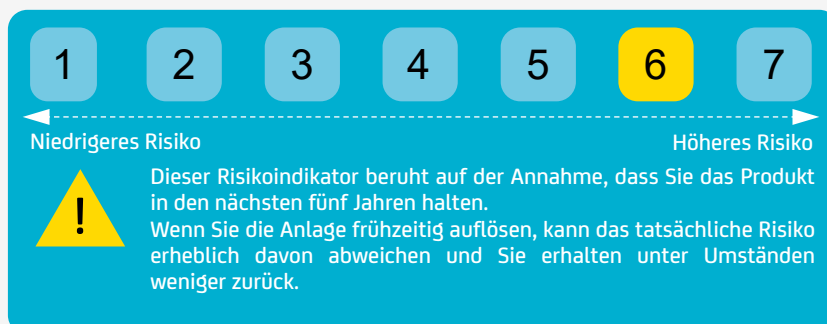 1 2 3 4 5 6 7
Niedrigeres Risiko Höheres Risiko
!
Dieser Risikoindikator beruht auf der Annahme, dass Sie das Produkt
in den nächsten fünf Jahren halten.
Wenn Sie die Anlage frühzeitig auflösen, kann das tatsächliche Risiko
erheblich davon abweichen und Sie erhalten unter Umständen
weniger zurück.